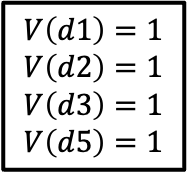 V(d1) = 1
V(d2) = 1
V(d3) = 1
V(d5) = 1